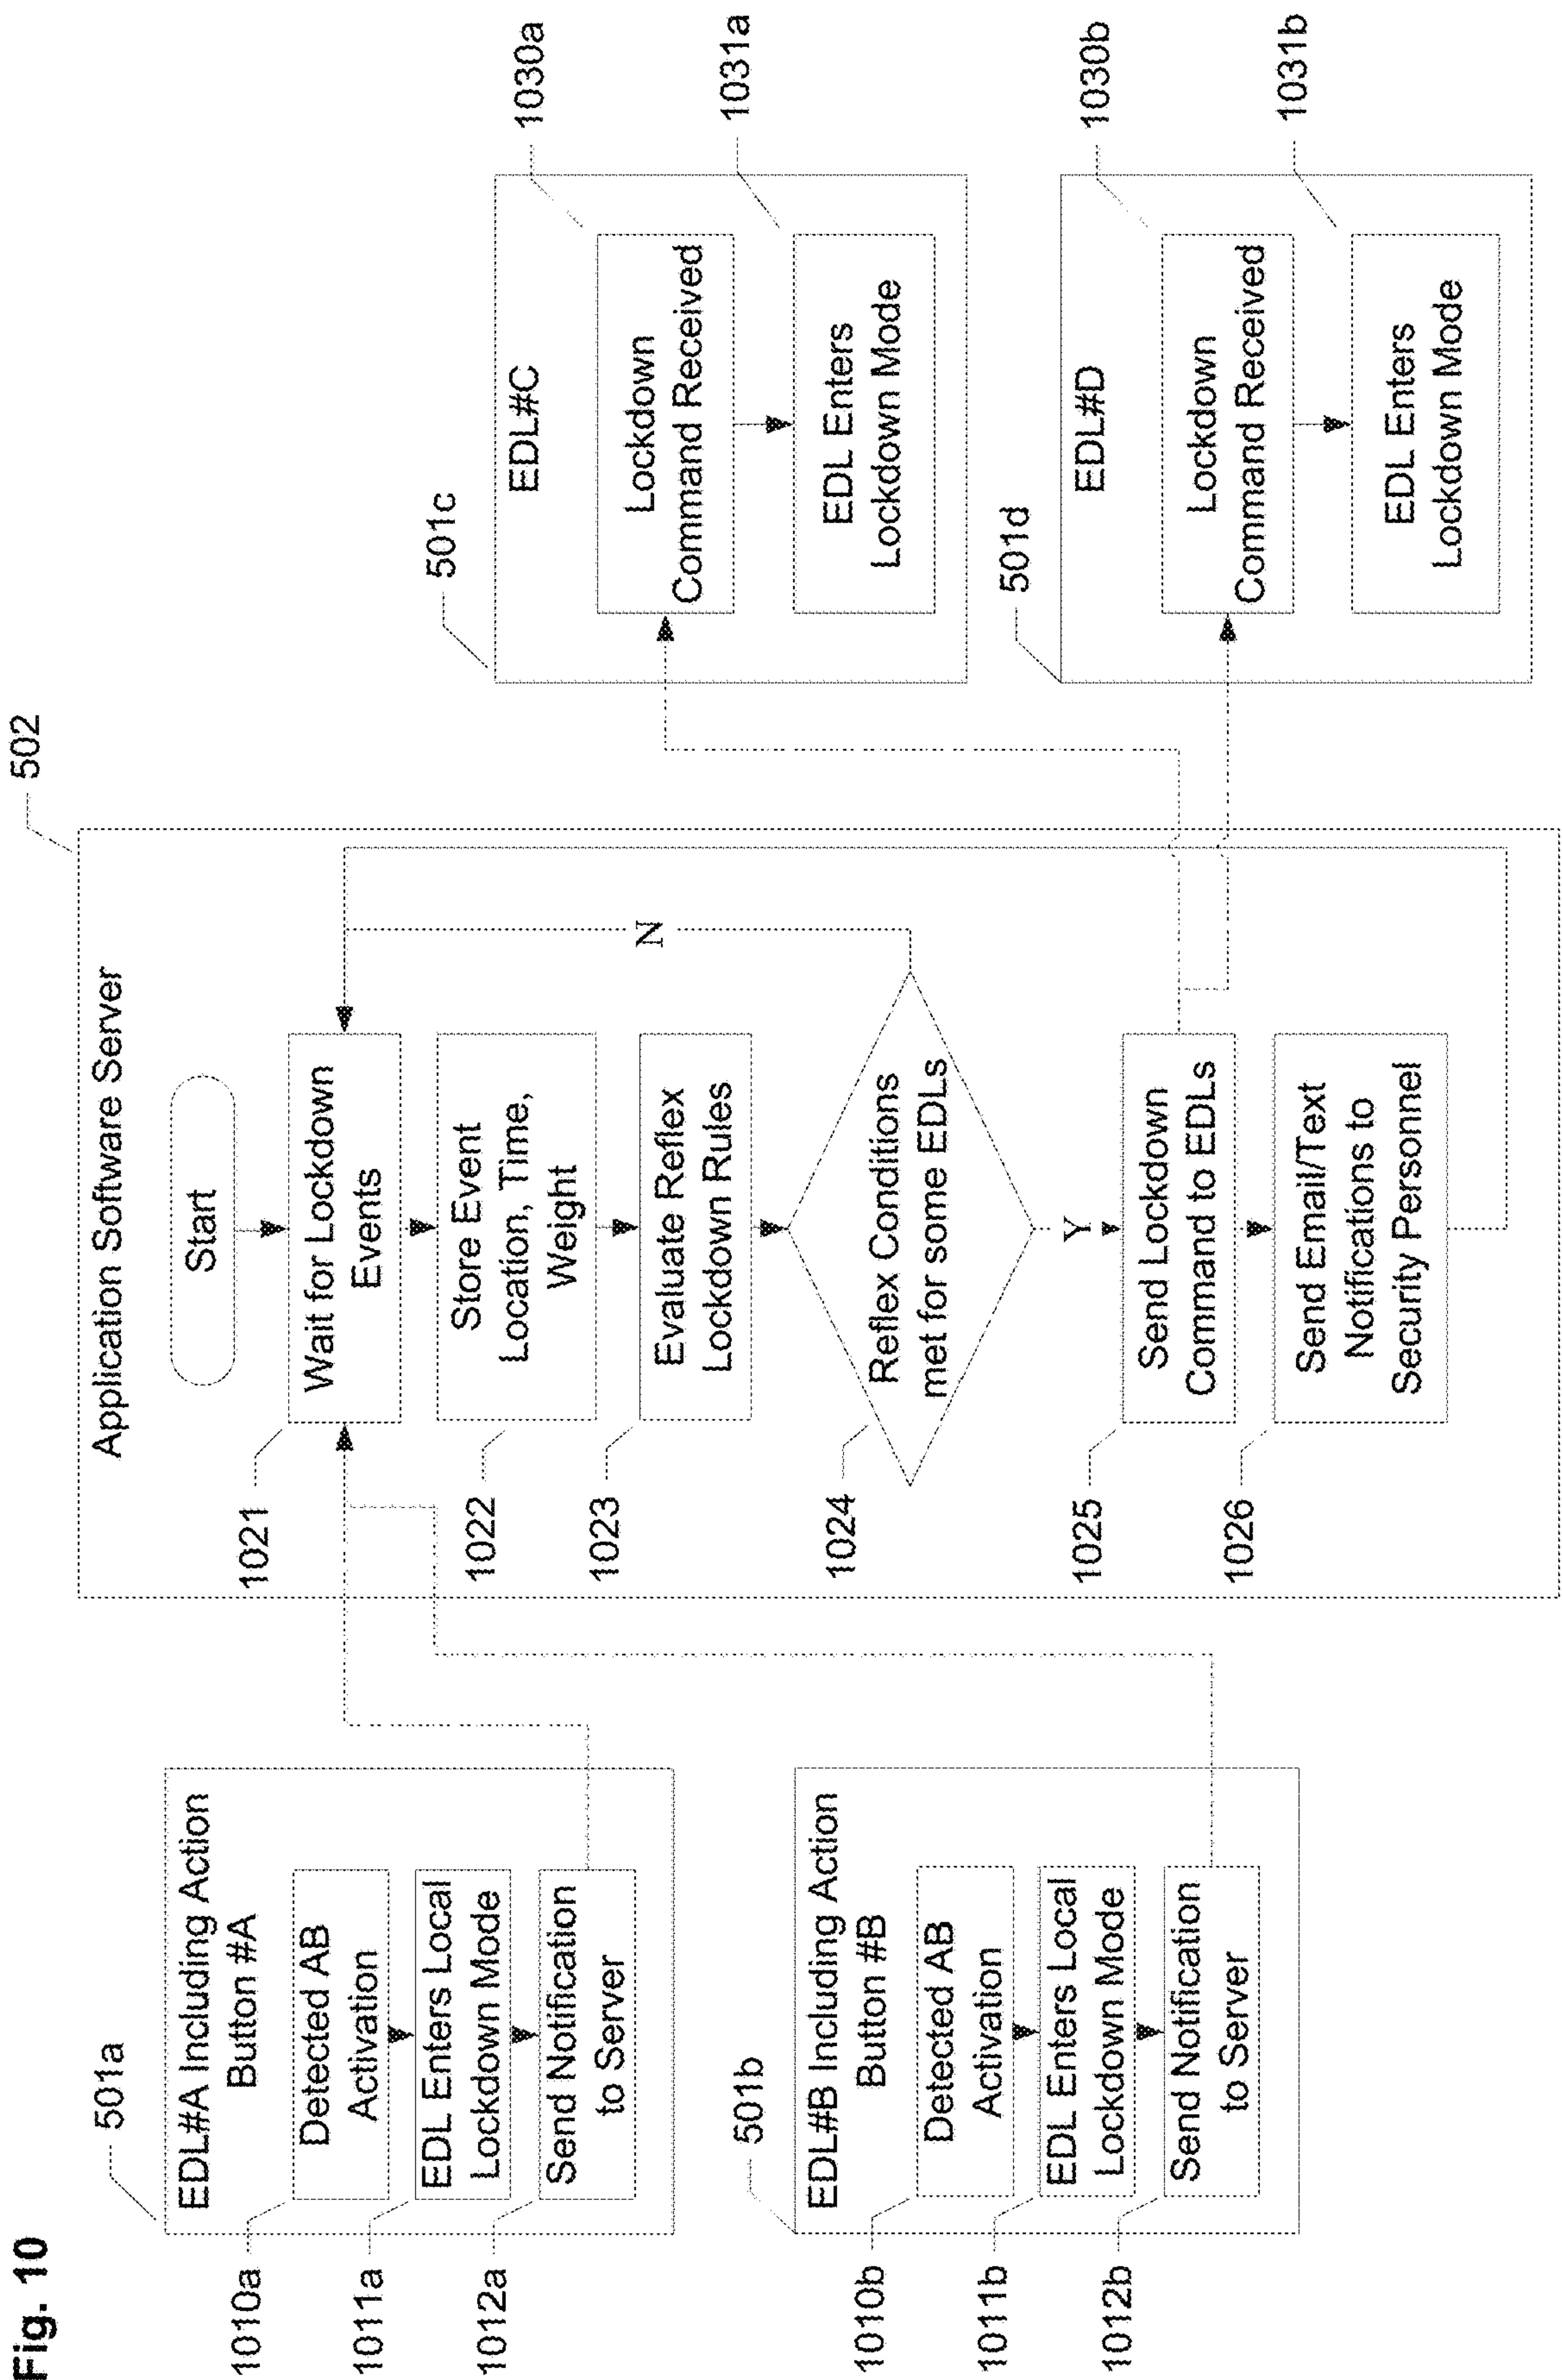 Fig. 10
501a
EDL#A Including Action
Button #A
1010a
Detected AB
Activation
1011a
EDL Enters Local
Lockdown Mode
1012a
Send Notification
to Server
501b
EDL#B Including Action
Button #B
1010b
Detected AB
Activation
1011b
EDL Enters Local
Lockdown Mode
1012b
Send Notification
to Server
502
Application Software Server
Start
1021
Wait for Lockdown
Events
1022
Store Event
Location, Time,
Weight
1023
Evaluate Reflex
Lockdown Rules
1024
Reflex Conditions
met for some EDLs
N
Y
1025
Send Lockdown
Command to EDLs
1026
Send Email/Text
Notifications to
Security Personnel
501c
EDL#C
1030a
Lockdown
Command Received
1031a
EDL Enters
Lockdown Mode
501d
EDL#D
1030b
Lockdown
Command Received
1031b
EDL Enters
Lockdown Mode